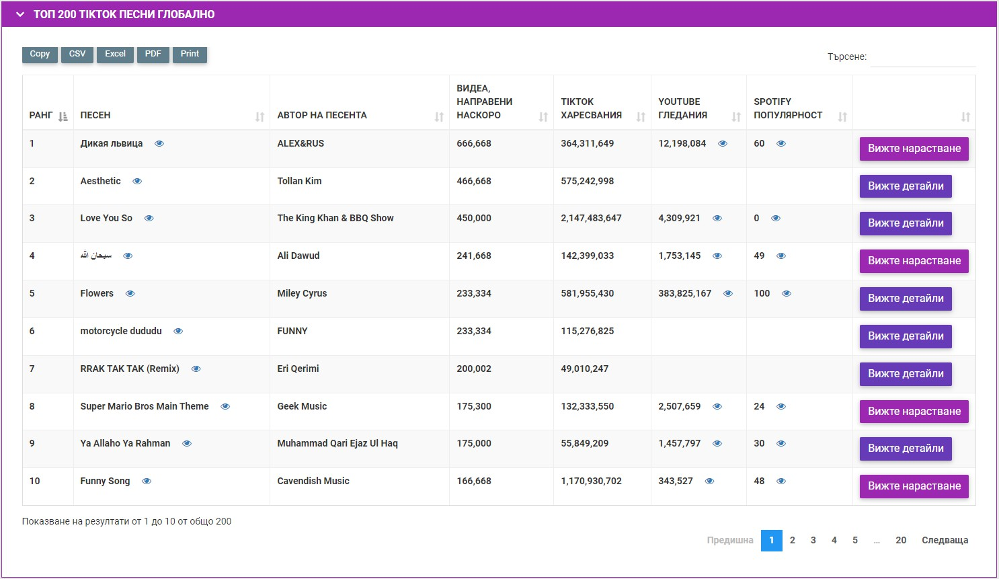 ТОП 200 TIKTOK ПЕСНИ ГЛОБАЛНО
Copy CSV Excel PDF Print
Търсене:
РАНГ ПЕСЕН АВТОР НА ПЕСЕНТА ВИДЕА, НАПРАВЕНИ НАСКОРО TIKTOK ХАРЕСВАНИЯ YOUTUBE ГЛЕДАНИЯ SPOTIFY ПОПУЛЯРНОСТ
1 Дикая львица ALEX&RUS 666,668 364,311,649 12,198,084 60 Вижте нарастване
2 Aesthetic Tollan Kim 466,668 575,242,998 Вижте детайли
3 Love You So The King Khan & BBQ Show 450,000 2,147,483,647 4,309,921 0 Вижте детайли
4 سبحان الله Ali Dawud 241,668 142,399,033 1,753,145 49 Вижте нарастване
5 Flowers Miley Cyrus 233,334 581,955,430 383,825,167 100 Вижте детайли
6 motorcycle dududu FUNNY 233,334 115,276,825 Вижте детайли
7 RRAK TAK TAK (Remix) Eri Qerimi 200,002 49,010,247 Вижте детайли
8 Super Mario Bros Main Theme Geek Music 175,300 132,333,550 2,507,659 24 Вижте нарастване
9 Ya Allaho Ya Rahman Muhammad Qari Ejaz Ul Haq 175,000 55,849,209 1,457,797 30 Вижте детайли
10 Funny Song Cavendish Music 166,668 1,170,930,702 343,527 48 Вижте нарастване
Показване на резултати от 1 до 10 от общо 200
Предишна 1 2 3 4 5 … 20 Следваща